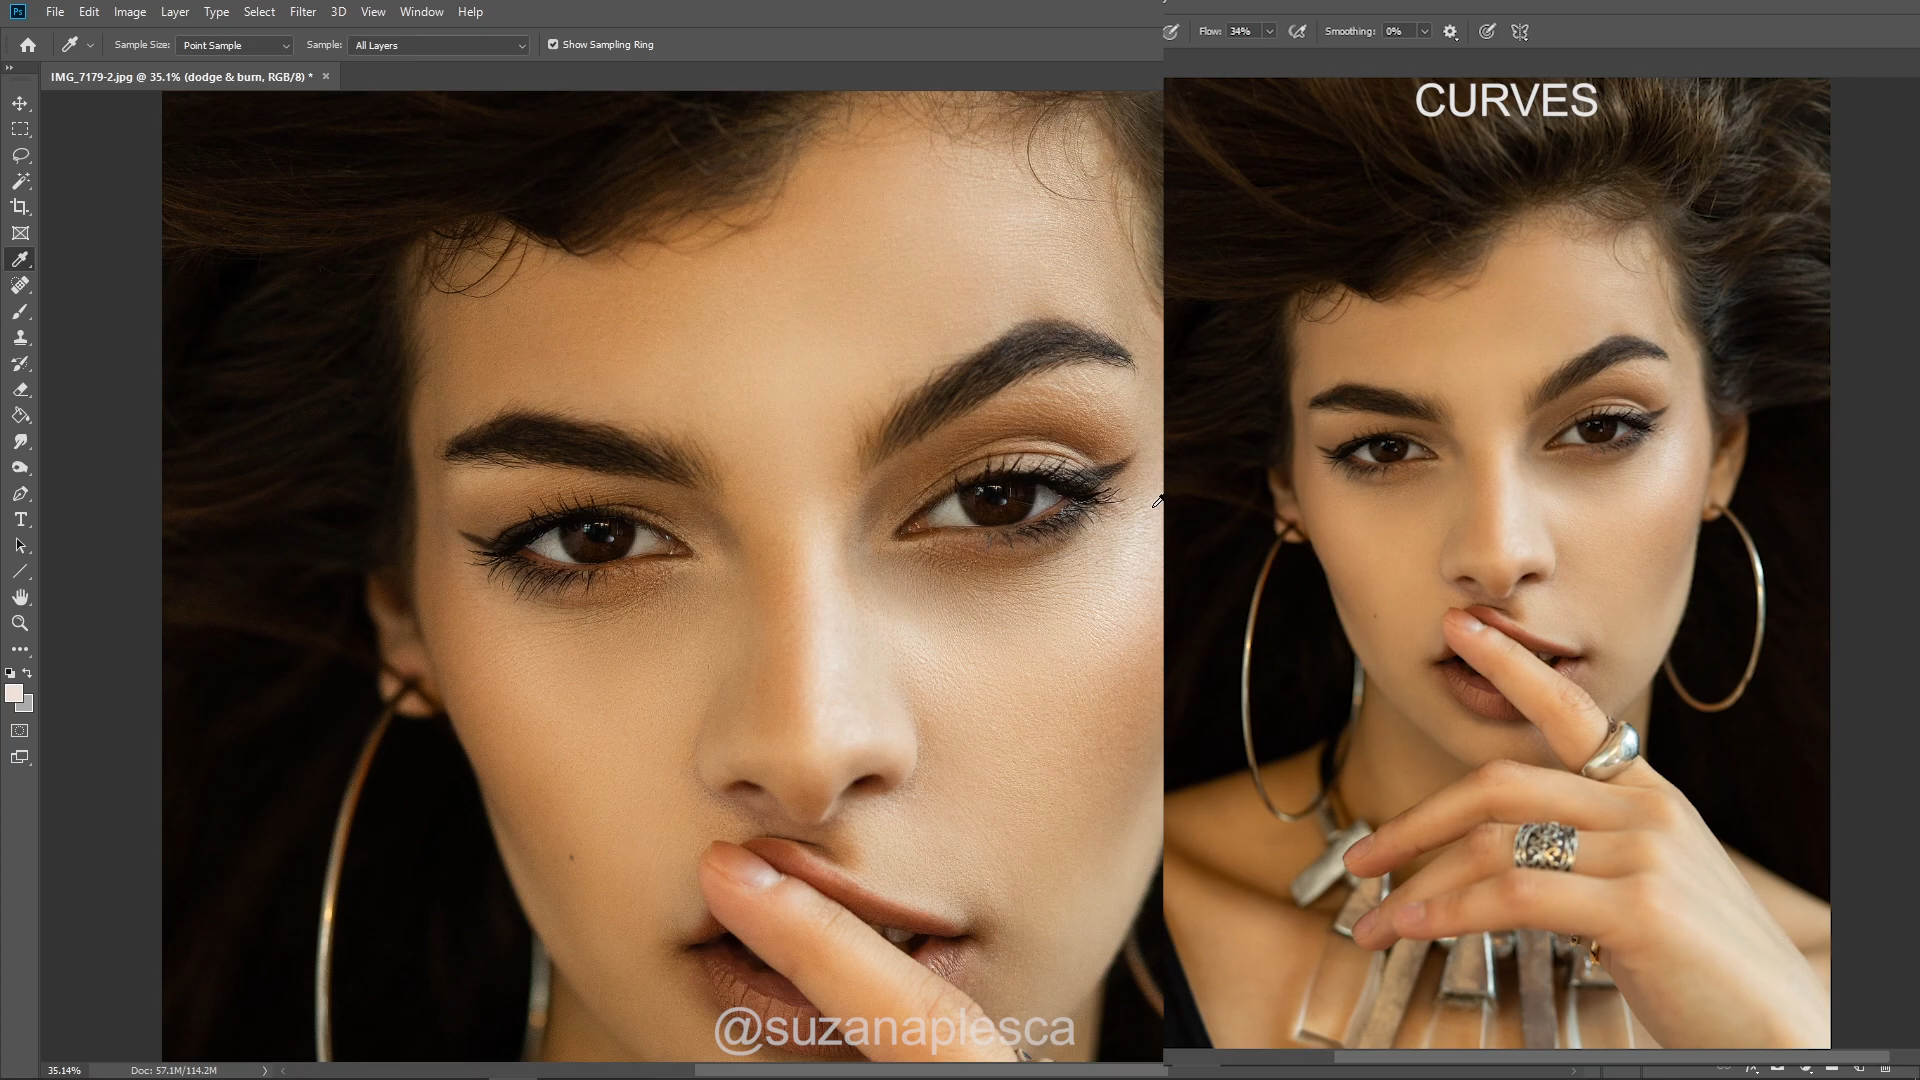 Ps File Edit Image Layer Type Select Filter 3D View Window Help
Sample Size: Point Sample Sample: All Layers Show Sampling Ring
Flow: 34% Smoothing: 0%
IMG_7179-2.jpg @ 35.1% (dodge & burn, RGB/8) * ×
CURVES
@suzanaplesca
35.14% Doc: 57.1M/114.2M